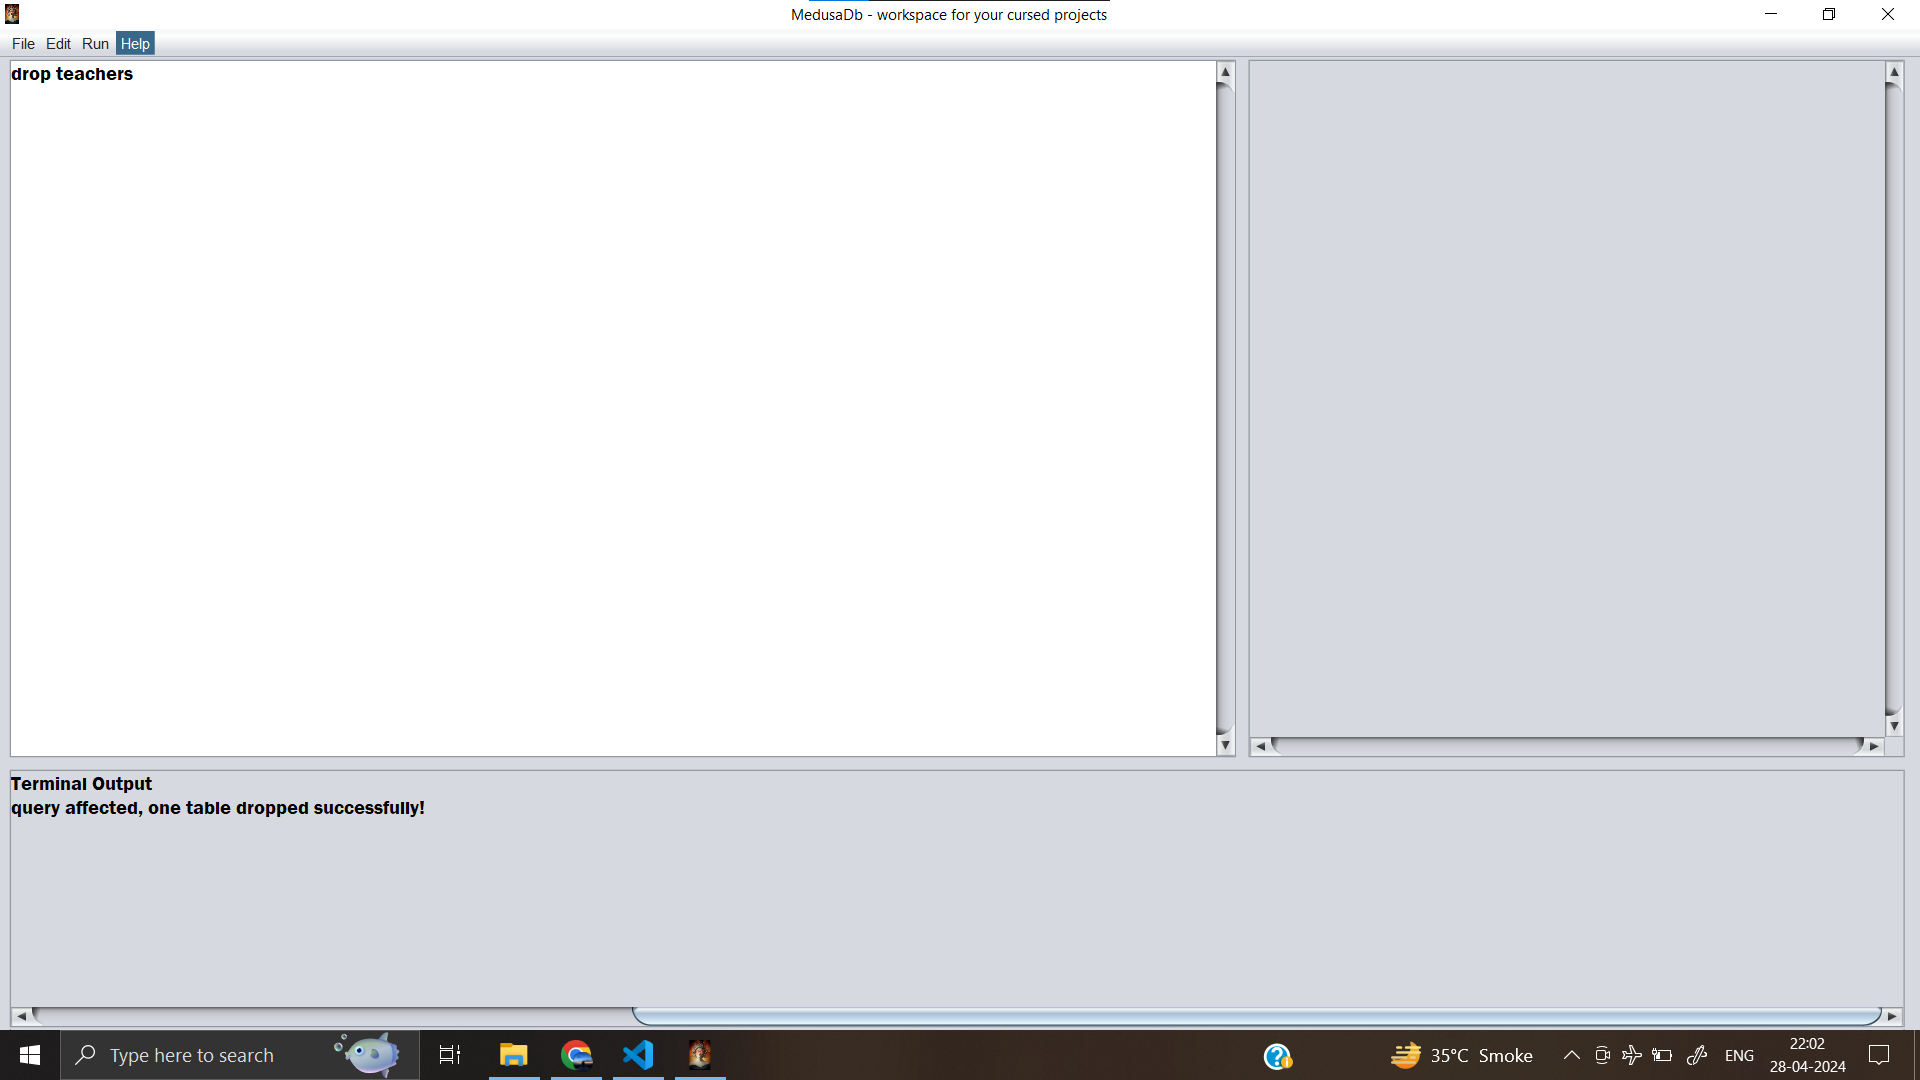 MedusaDb - workspace for your cursed projects
File Edit Run Help
drop teachers
Terminal Output
query affected, one table dropped successfully!
Type here to search
35°C Smoke
ENG
22:02
28-04-2024